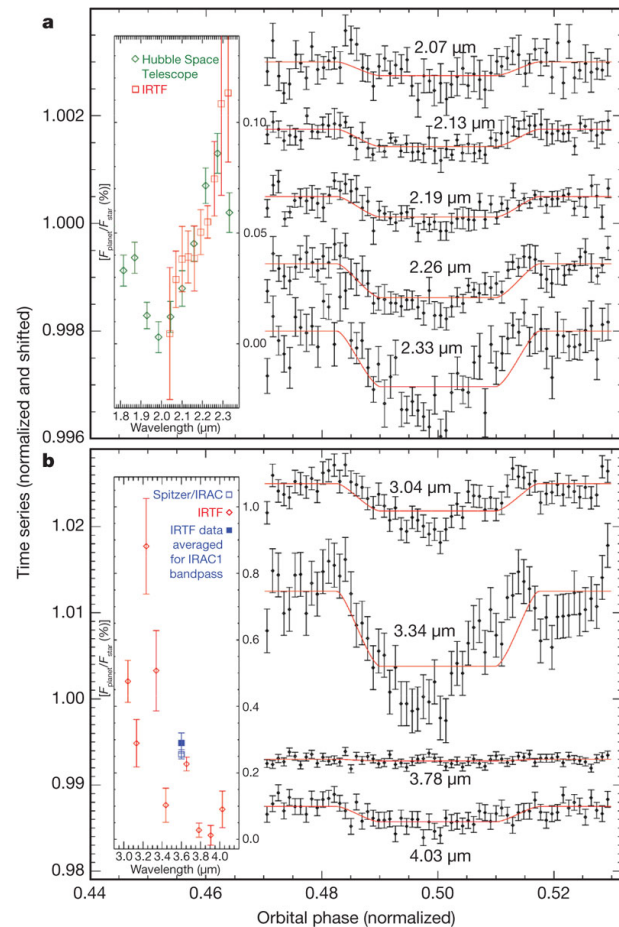 a
Hubble Space
Telescope
IRTF
[F_planet/F_star (%)]
0.10
0.05
0.00
1.8 1.9 2.0 2.1 2.2 2.3
Wavelength (µm)
2.07 µm
2.13 µm
2.19 µm
2.26 µm
2.33 µm
1.002
1.000
0.998
0.996
Time series (normalized and shifted)
b
Spitzer/IRAC
IRTF
IRTF data
averaged
for IRAC1
bandpass
[F_planet/F_star (%)]
1.0
0.8
0.6
0.4
0.2
0.0
3.0 3.2 3.4 3.6 3.8 4.0
Wavelength (µm)
3.04 µm
3.34 µm
3.78 µm
4.03 µm
1.02
1.01
1.00
0.99
0.98
0.44 0.46 0.48 0.50 0.52
Orbital phase (normalized)